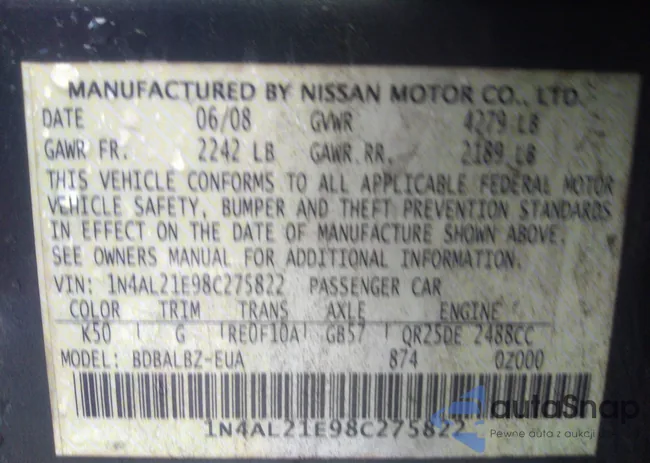 MANUFACTURED BY NISSAN MOTOR CO., LTD.
DATE 06/08 GVWR 4279 LB
GAWR FR. 2242 LB GAWR RR. 2189 LB
THIS VEHICLE CONFORMS TO ALL APPLICABLE FEDERAL MOTOR
VEHICLE SAFETY, BUMPER AND THEFT PREVENTION STANDARDS
IN EFFECT ON THE DATE OF MANUFACTURE SHOWN ABOVE.
SEE OWNERS MANUAL FOR ADDITIONAL INFORMATION.
VIN: 1N4AL21E98C275822 PASSENGER CAR
COLOR TRIM TRANS AXLE ENGINE
K50 G RE0F10A GB57 QR25DE 2488CC
MODEL: BDBALBZ-EUA 874 0Z000
1N4AL21E98C275822
autoSnap
Pewne auta z aukcji